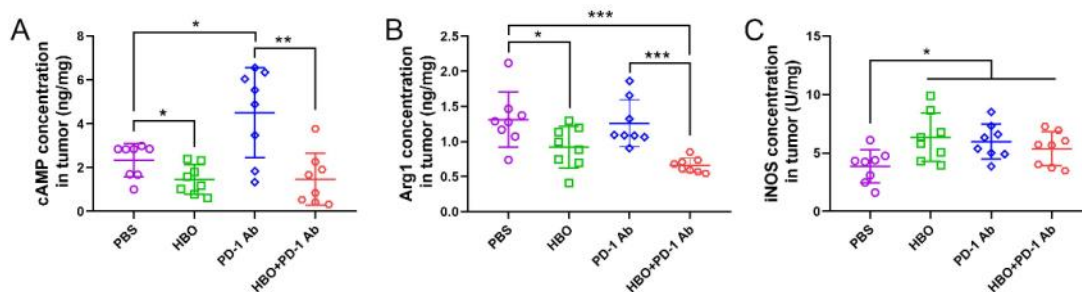 A
cAMP concentration
in tumor (ng/mg)
8
6
4
2
0
*
**
*
PBS
HBO
PD-1 Ab
HBO+PD-1 Ab
B
Arg1 concentration
in tumor (ng/mg)
2.5
2.0
1.5
1.0
0.5
0.0
***
*
***
PBS
HBO
PD-1 Ab
HBO+PD-1 Ab
C
iNOS concentration
in tumor (U/mg)
15
10
5
0
*
PBS
HBO
PD-1 Ab
HBO+PD-1 Ab